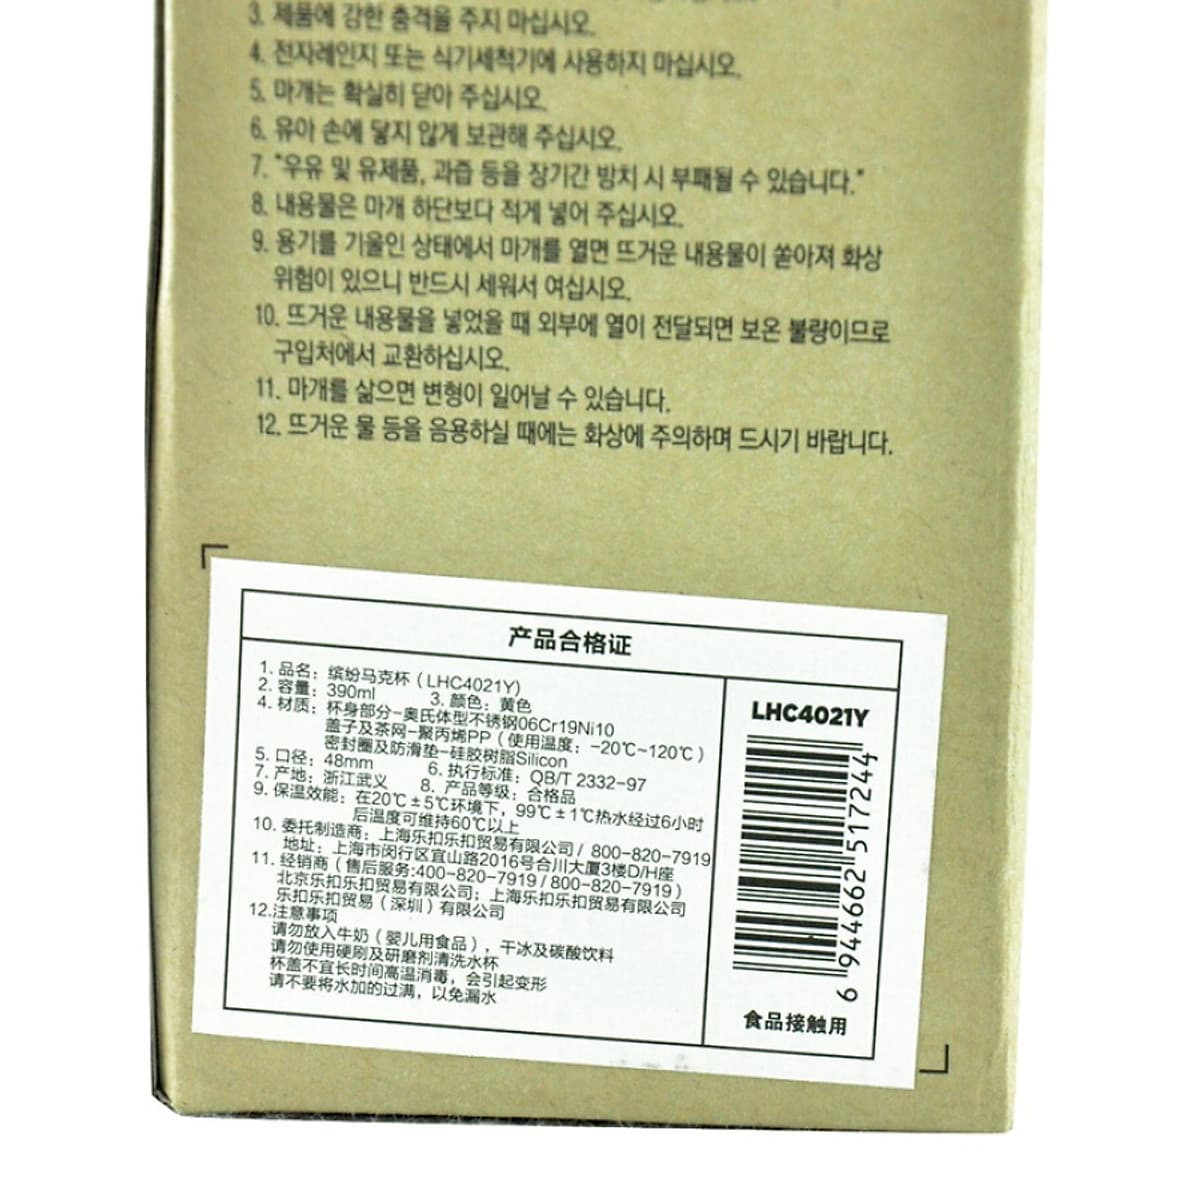 3. 제품에 강한 충격을 주지 마십시오.
4. 전자레인지 또는 식기세척기에 사용하지 마십시오.
5. 마개는 확실히 닫아 주십시오.
6. 유아 손에 닿지 않게 보관해 주십시오.
7. "우유 및 유제품, 과즙 등을 장기간 방치 시 부패될 수 있습니다."
8. 내용물은 마개 하단보다 적게 넣어 주십시오.
9. 용기를 기울인 상태에서 마개를 열면 뜨거운 내용물이 쏟아져 화상
위험이 있으니 반드시 세워서 여십시오.
10. 뜨거운 내용물을 넣었을 때 외부에 열이 전달되면 보온 불량이므로
구입처에서 교환하십시오.
11. 마개를 삶으면 변형이 일어날 수 있습니다.
12. 뜨거운 물 등을 음용하실 때에는 화상에 주의하며 드시기 바랍니다.
产品合格证
1. 品名：缤纷马克杯（LHC4021Y）
2. 容量：390ml 3. 颜色：黄色
4. 材质：杯身部分-奥氏体型不锈钢06Cr19Ni10
盖子及茶网-聚丙烯PP（使用温度：-20℃~120℃）
密封圈及防滑垫-硅胶树脂Silicon
5. 口径：48mm 6. 执行标准：QB/T 2332-97
7. 产地：浙江武义 8. 产品等级：合格品
9. 保温效能：在20℃±5℃环境下，99℃±1℃热水经过6小时
后温度可维持60℃以上
10. 委托制造商：上海乐扣乐扣贸易有限公司 / 800-820-7919
地址：上海市闵行区宜山路2016号合川大厦3楼D/H座
11. 经销商（售后服务:400-820-7919 / 800-820-7919）
北京乐扣乐扣贸易有限公司；上海乐扣乐扣贸易有限公司
乐扣乐扣贸易（深圳）有限公司
12.注意事项
请勿放入牛奶（婴儿用食品），干冰及碳酸饮料
请勿使用硬刷及研磨剂清洗水杯
杯盖不宜长时间高温消毒，会引起变形
请不要将水加的过满，以免漏水
LHC4021Y
6 944662 517244
食品接触用